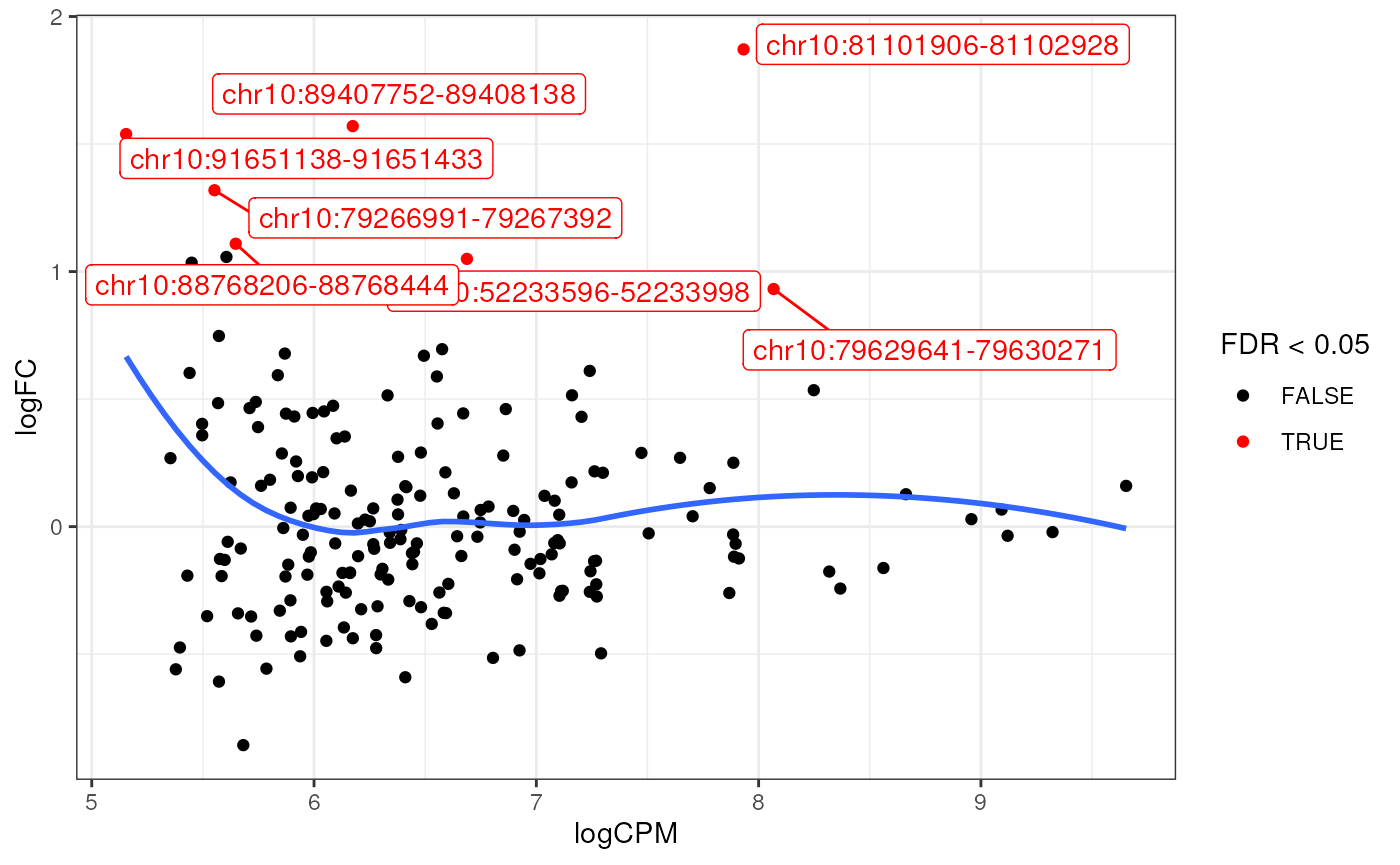 2
chr10:81101906-81102928
chr10:89407752-89408138
chr10:91651138-91651433
chr10:79266991-79267392
1
chr10:88768206-88768444
0:52233596-52233998
chr10:79629641-79630271
0
logFC
5
6
7
8
9
logCPM
FDR < 0.05
FALSE
TRUE